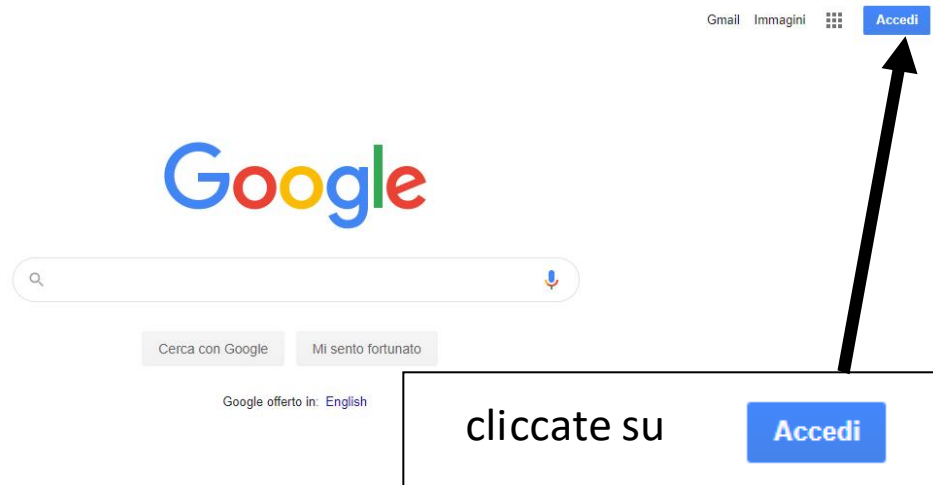 Gmail Immagini Accedi
Google
Cerca con Google Mi sento fortunato
Google offerto in: English
cliccate su Accedi